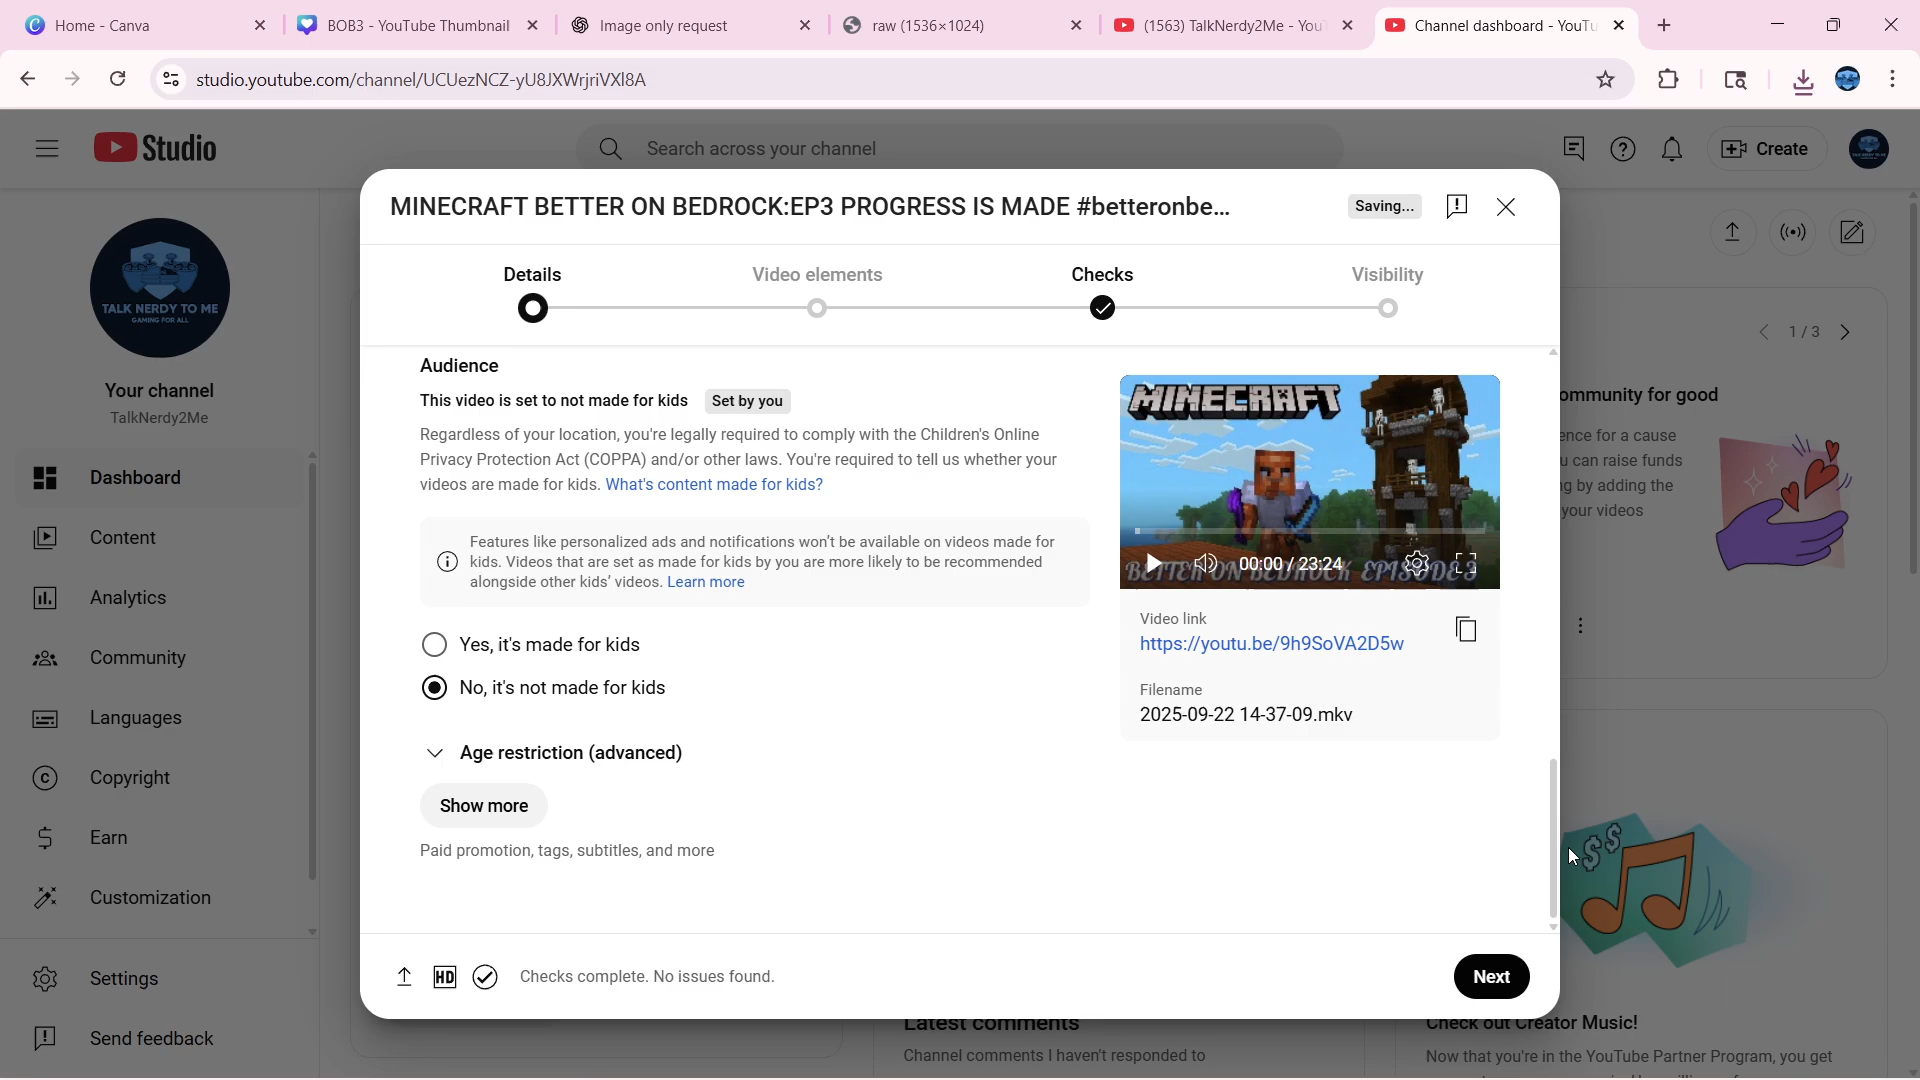 Home - Canva
BOB3 - YouTube Thumbnail
Image only request
raw (1536×1024)
(1563) TalkNerdy2Me - You
Channel dashboard - YouTu
studio.youtube.com/channel/UCUezNCZ-yU8JXWrjriVXl8A
Studio
Search across your channel
Create
MINECRAFT BETTER ON BEDROCK:EP3 PROGRESS IS MADE #betteronbe...
Saving...
Details
Video elements
Checks
Visibility
TALK NERDY TO ME
GAMING FOR ALL
Your channel
TalkNerdy2Me
Dashboard
Content
Analytics
Community
Languages
Copyright
Earn
Customization
Settings
Send feedback
Audience
This video is set to not made for kids
Set by you
Regardless of your location, you're legally required to comply with the Children's Online
Privacy Protection Act (COPPA) and/or other laws. You're required to tell us whether your
videos are made for kids. What's content made for kids?
Features like personalized ads and notifications won't be available on videos made for
kids. Videos that are set as made for kids by you are more likely to be recommended
alongside other kids' videos. Learn more
Yes, it's made for kids
No, it's not made for kids
Age restriction (advanced)
Show more
Paid promotion, tags, subtitles, and more
MINECRAFT
00:00 / 23:24
BETTER ON BEDROCK EPISODE 3
Video link
https://youtu.be/9h9SoVA2D5w
Filename
2025-09-22 14-37-09.mkv
HD
Checks complete. No issues found.
Next
1 / 3
ommunity for good
ence for a cause
u can raise funds
ng by adding the
your videos
Latest comments
Channel comments I haven't responded to
Check out Creator Music!
Now that you're in the YouTube Partner Program, you get